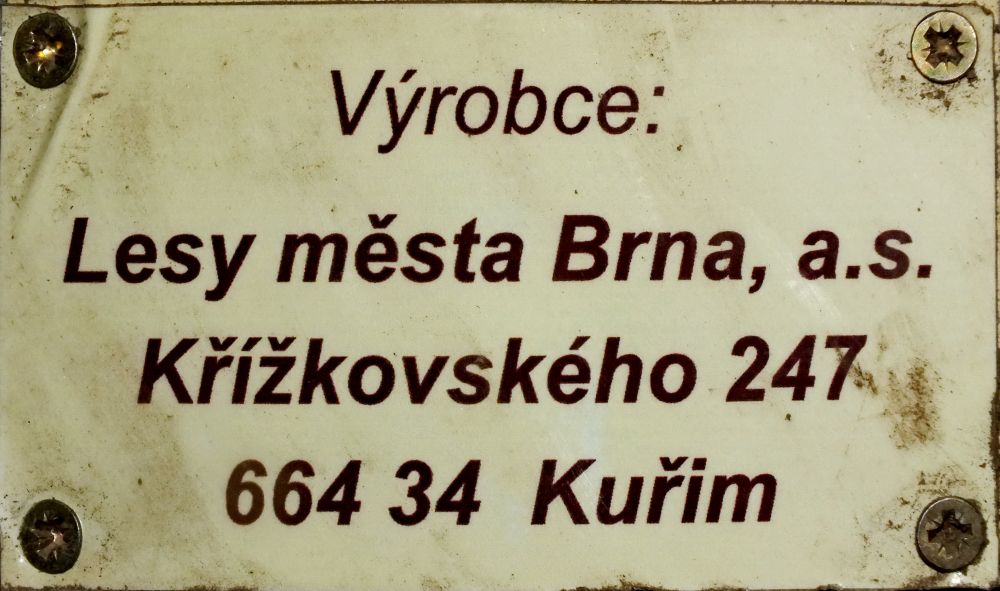 Výrobce:
Lesy města Brna, a.s.
Křížkovského 247
664 34 Kuřim